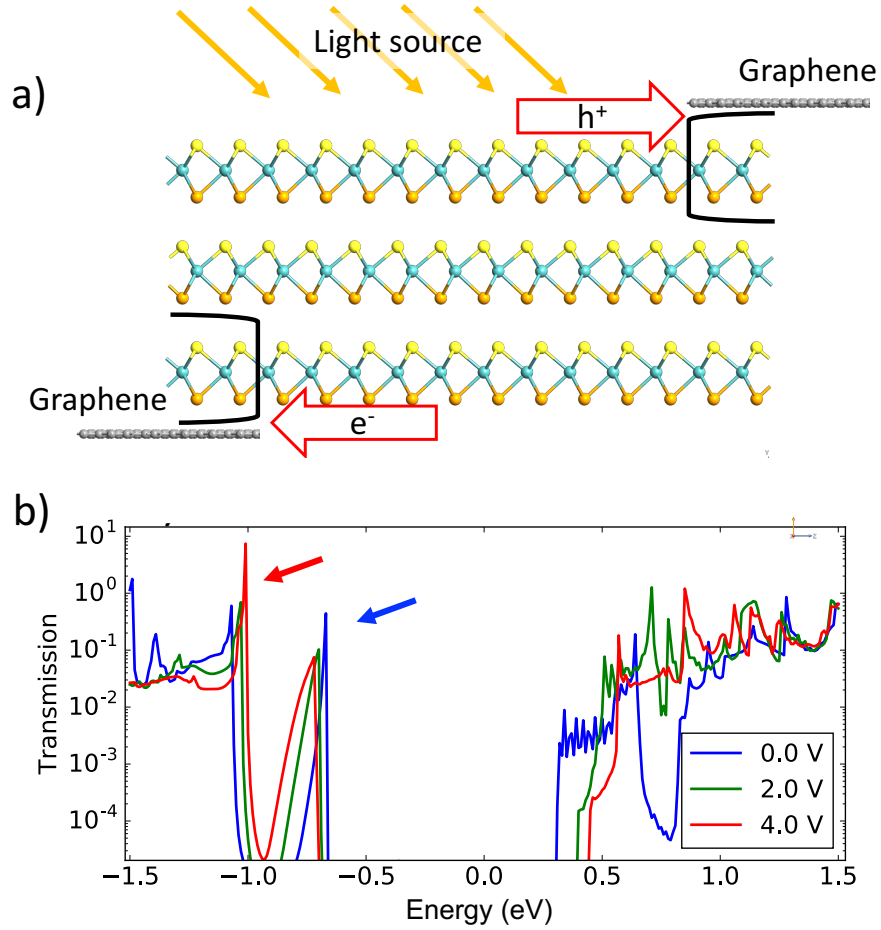 Light source
a)
Graphene
h+
Graphene
e-
b)
Transmission
10^1
10^0
10^-1
10^-2
10^-3
10^-4
0.0 V
2.0 V
4.0 V
-1.5 -1.0 -0.5 0.0 0.5 1.0 1.5
Energy (eV)